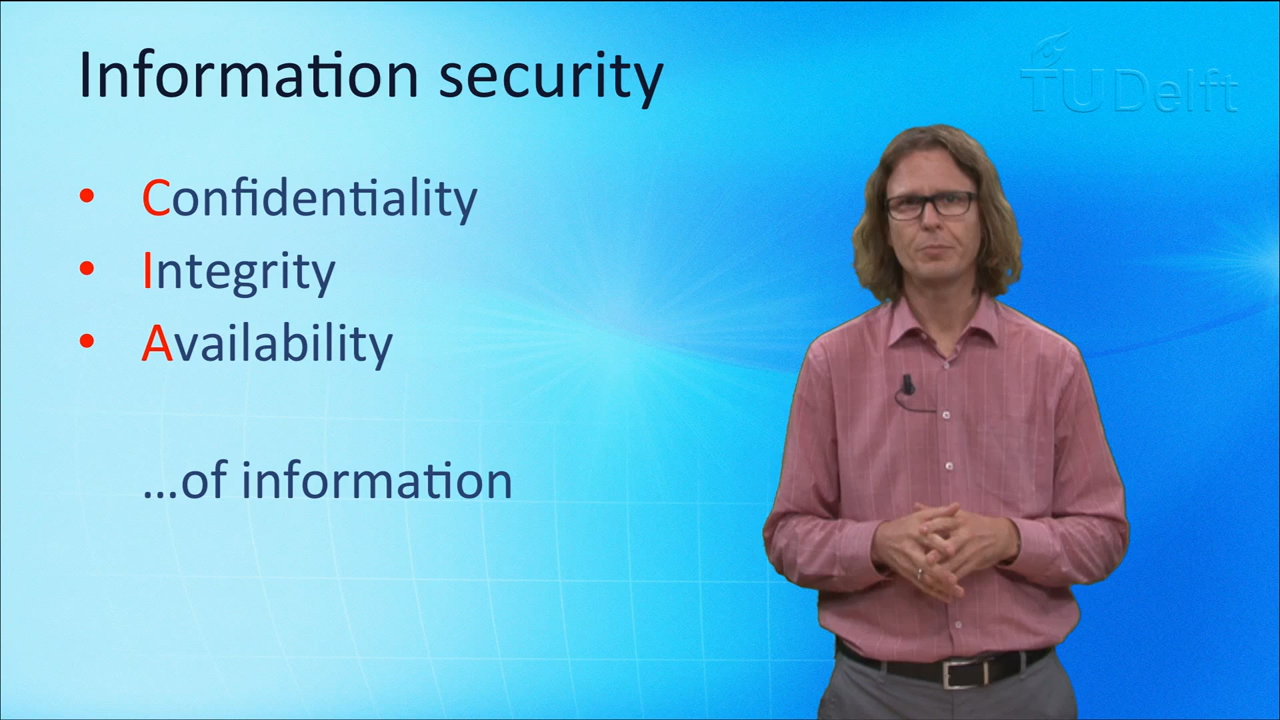 Information security
TU Delft
• Confidentiality
• Integrity
• Availability
...of information